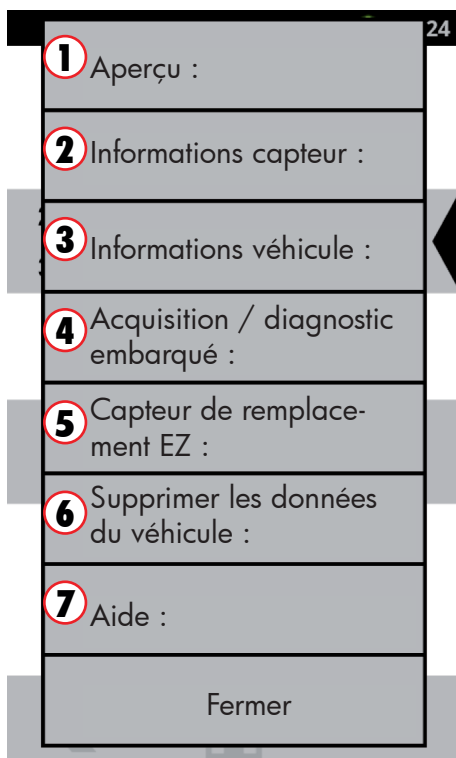 24
1 Aperçu :
2 Informations capteur :
3 Informations véhicule :
4 Acquisition / diagnostic
embarqué :
5 Capteur de remplace-
ment EZ :
6 Supprimer les données
du véhicule :
7 Aide :
Fermer